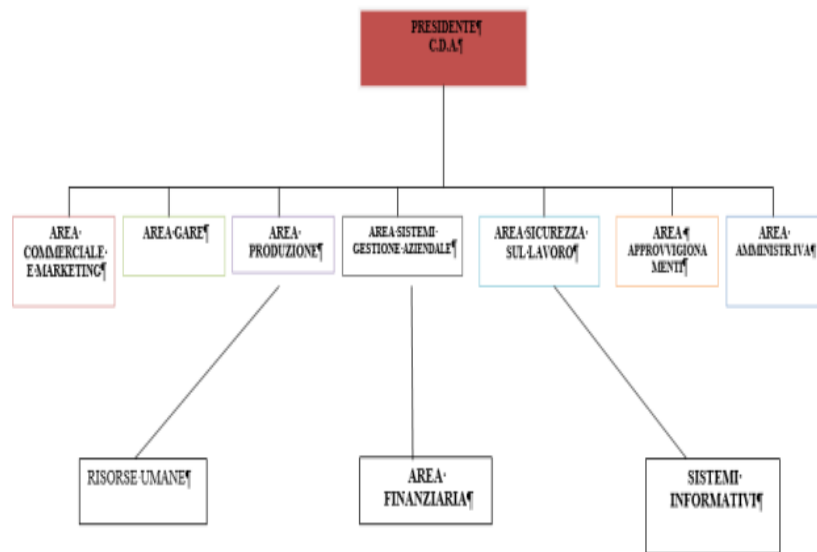 PRESIDENTE¶
C.D.A.¶
AREA·
COMMERCIALE·
E·MARKETING¶
AREA·GARE¶
AREA·
PRODUZIONE¶
AREA·SISTEMI·
GESTIONE·AZIENDALE¶
AREA·SICUREZZA·
SUL·LAVORO¶
AREA·¶
APPROVVIGIONA
MENTI¶
AREA·
AMMINISTR.IVA¶
RISORSE·UMANE¶
AREA·
FINANZIARIA¶
SISTEMI·
INFORMATIVI¶